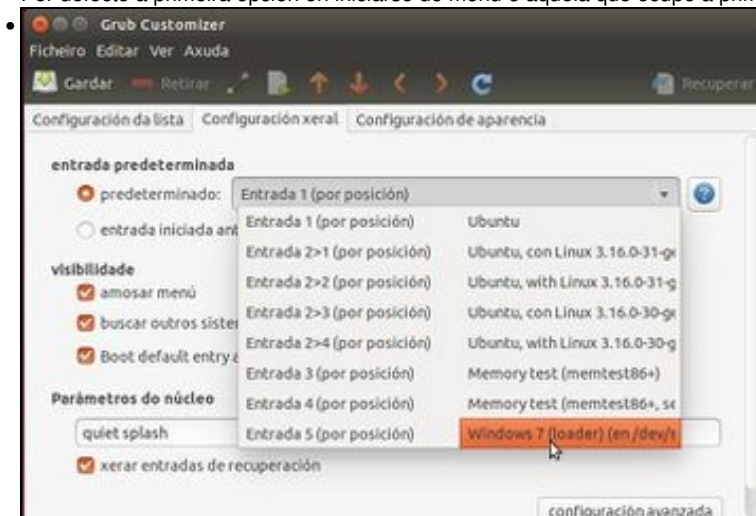 Grub Customizer
Ficheiro Editar Ver Axuda
Gardar Retirar Recuperar
Configuración da lista Configuración xeral Configuración de aparencia
entrada predeterminada
predeterminado: Entrada 1 (por posición)
entrada iniciada ant
Entrada 1 (por posición) Ubuntu
Entrada 2>1 (por posición) Ubuntu, con Linux 3.16.0-31-ge
Entrada 2>2 (por posición) Ubuntu, with Linux 3.16.0-31-g
Entrada 2>3 (por posición) Ubuntu, con Linux 3.16.0-30-ge
Entrada 2>4 (por posición) Ubuntu, with Linux 3.16.0-30-g
Entrada 3 (por posición) Memory test (memtest86+)
Entrada 4 (por posición) Memory test (memtest86+, se
Entrada 5 (por posición) Windows 7 (loader) (en /dev/s
visibilidade
amosar menú
buscar outros siste
Boot default entry a
Parámetros do núcleo
quiet splash
xerar entradas de recuperación
configuración avanzada